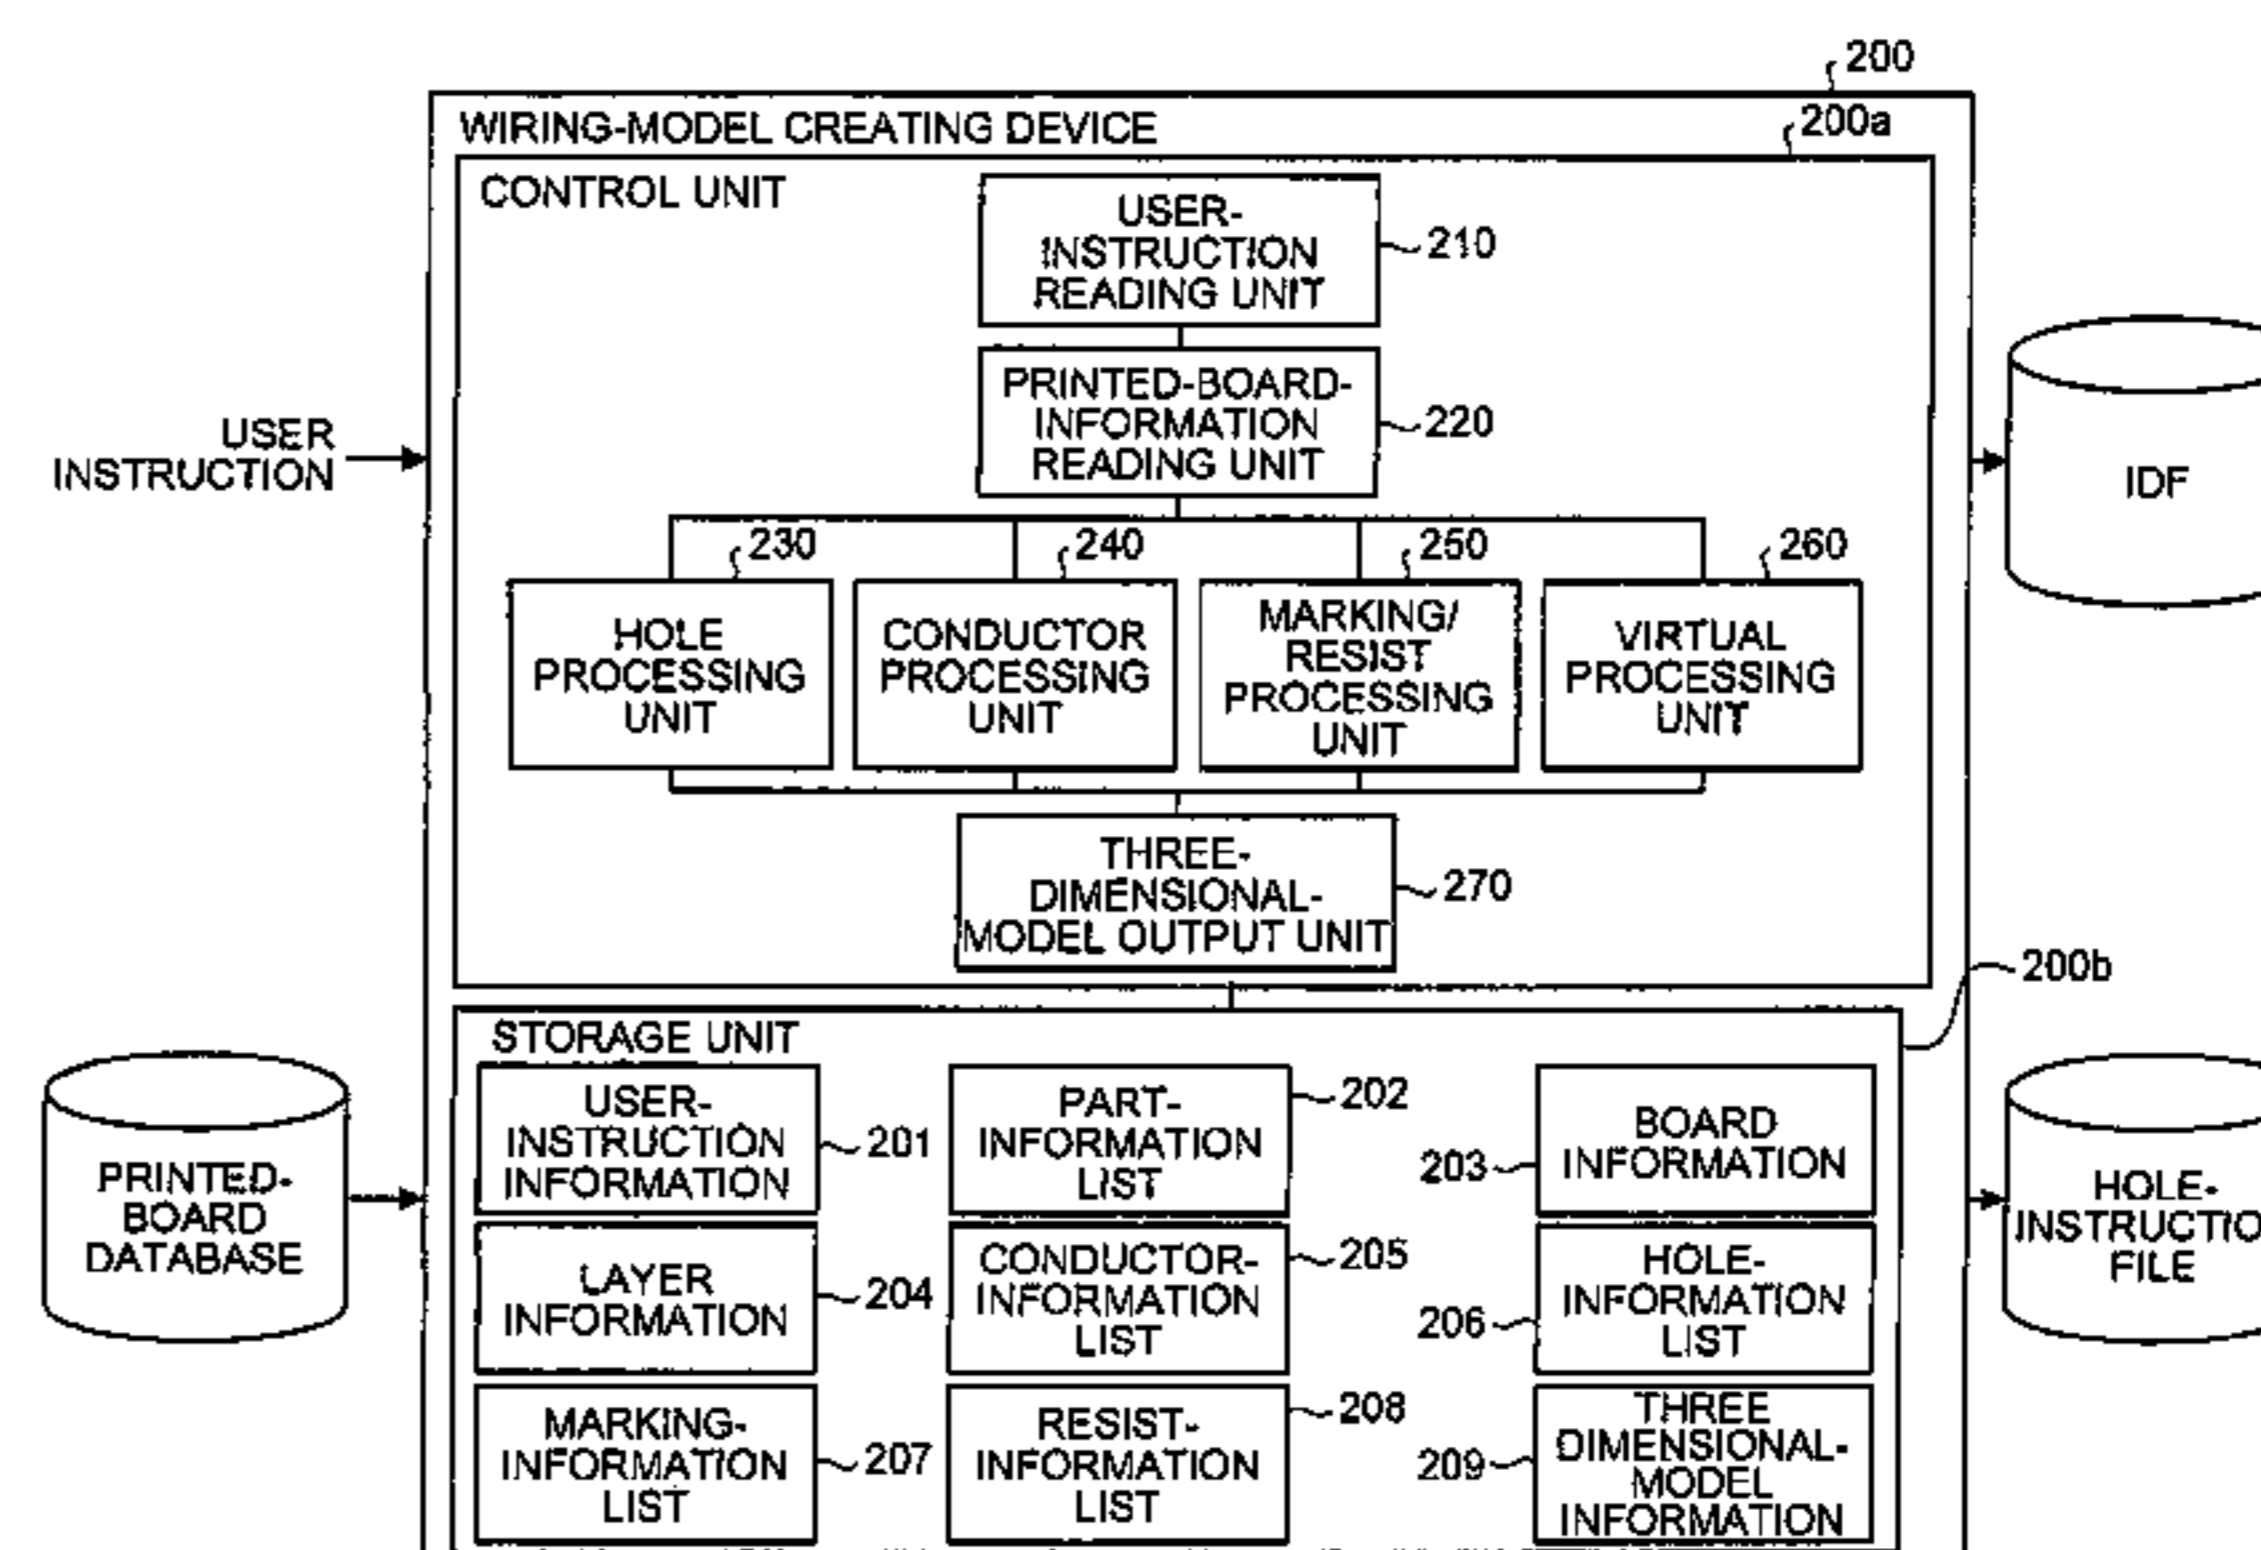 200
WIRING-MODEL CREATING DEVICE
200a
CONTROL UNIT
USER-
INSTRUCTION
READING UNIT
210
PRINTED-BOARD-
INFORMATION
READING UNIT
220
USER
INSTRUCTION
IDF
230
240
250
260
HOLE
PROCESSING
UNIT
CONDUCTOR
PROCESSING
UNIT
MARKING/
RESIST
PROCESSING
UNIT
VIRTUAL
PROCESSING
UNIT
THREE-
DIMENSIONAL-
MODEL OUTPUT UNIT
270
200b
STORAGE UNIT
USER-
INSTRUCTION
INFORMATION
201
PART-
INFORMATION
LIST
202
203
BOARD
INFORMATION
PRINTED-
BOARD
DATABASE
HOLE-
INSTRUCTIO
FILE
LAYER
INFORMATION
204
CONDUCTOR-
INFORMATION
LIST
205
206
HOLE-
INFORMATION
LIST
MARKING-
INFORMATION
LIST
207
RESIST-
INFORMATION
LIST
208
209
THREE
DIMENSIONAL-
MODEL
INFORMATION